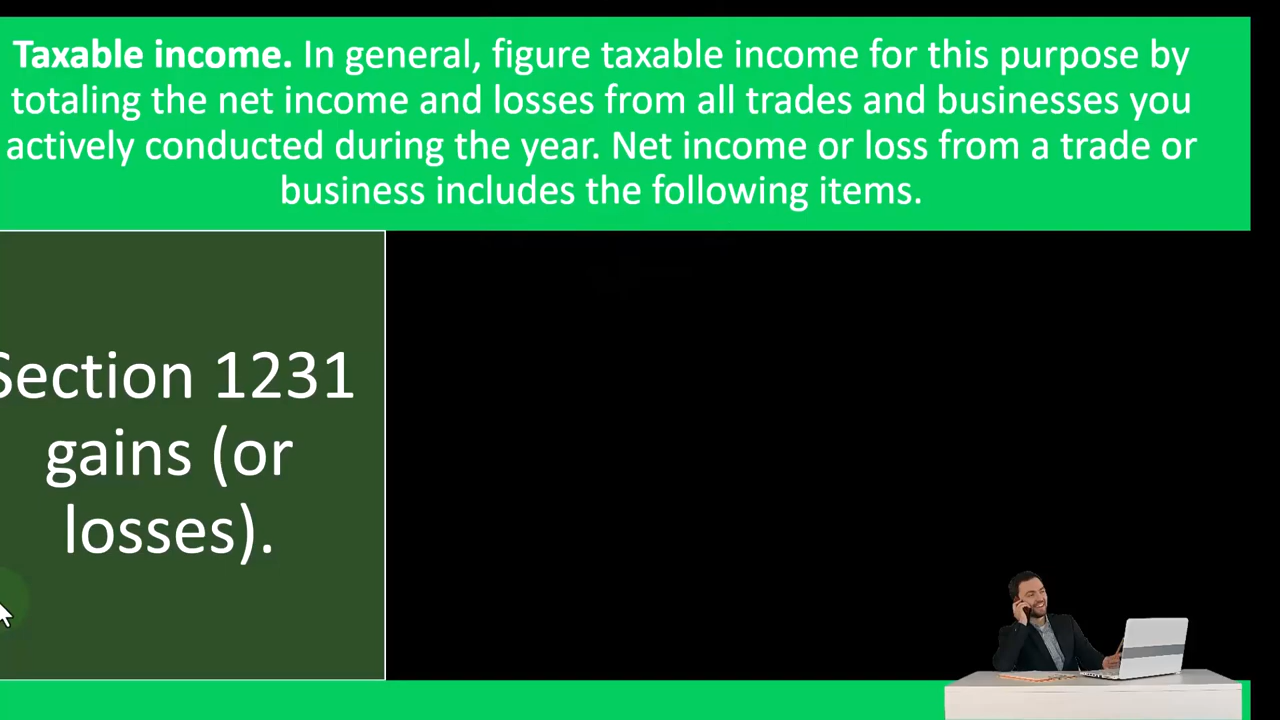 Taxable income. In general, figure taxable income for this purpose by
totaling the net income and losses from all trades and businesses you
actively conducted during the year. Net income or loss from a trade or
business includes the following items.
Section 1231
gains (or
losses).